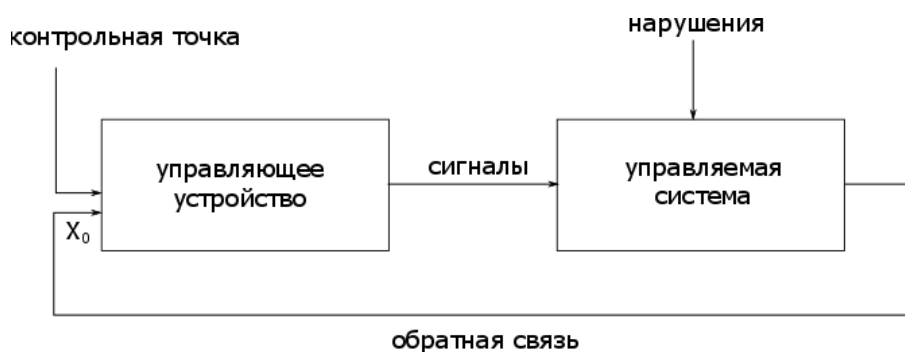 контрольная точка
нарушения
управляющее
устройство
сигналы
управляемая
система
X₀
обратная связь